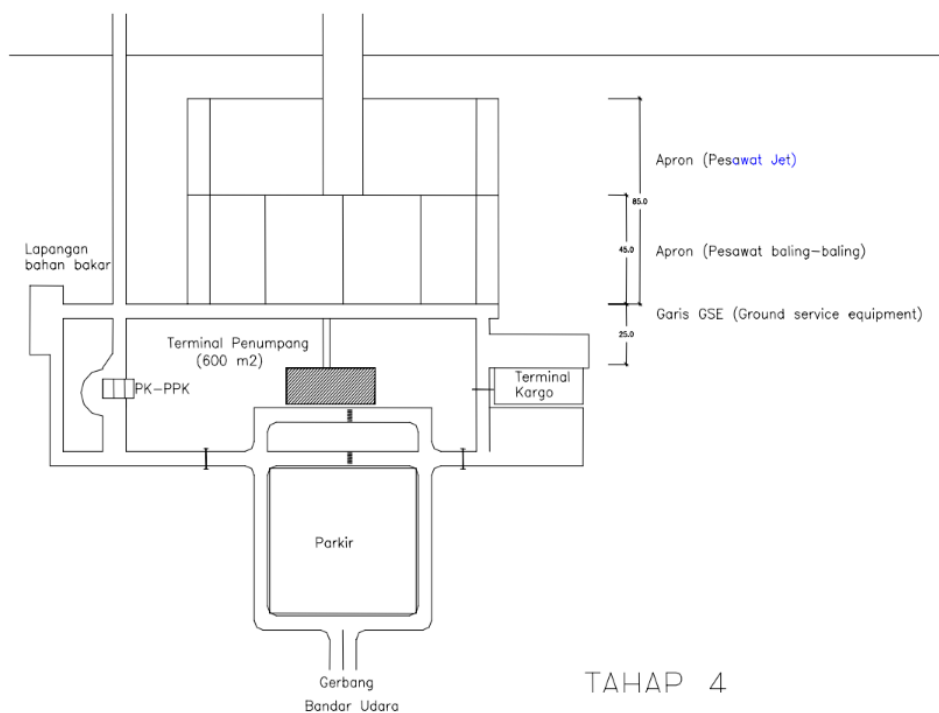 Apron (Pesawat Jet)
85.0
45.0
Apron (Pesawat baling-baling)
Lapangan
bahan bakar
Garis GSE (Ground service equipment)
25.0
Terminal Penumpang
(600 m2)
PK-PPK
Terminal
Kargo
Parkir
Gerbang
Bandar Udara
TAHAP 4